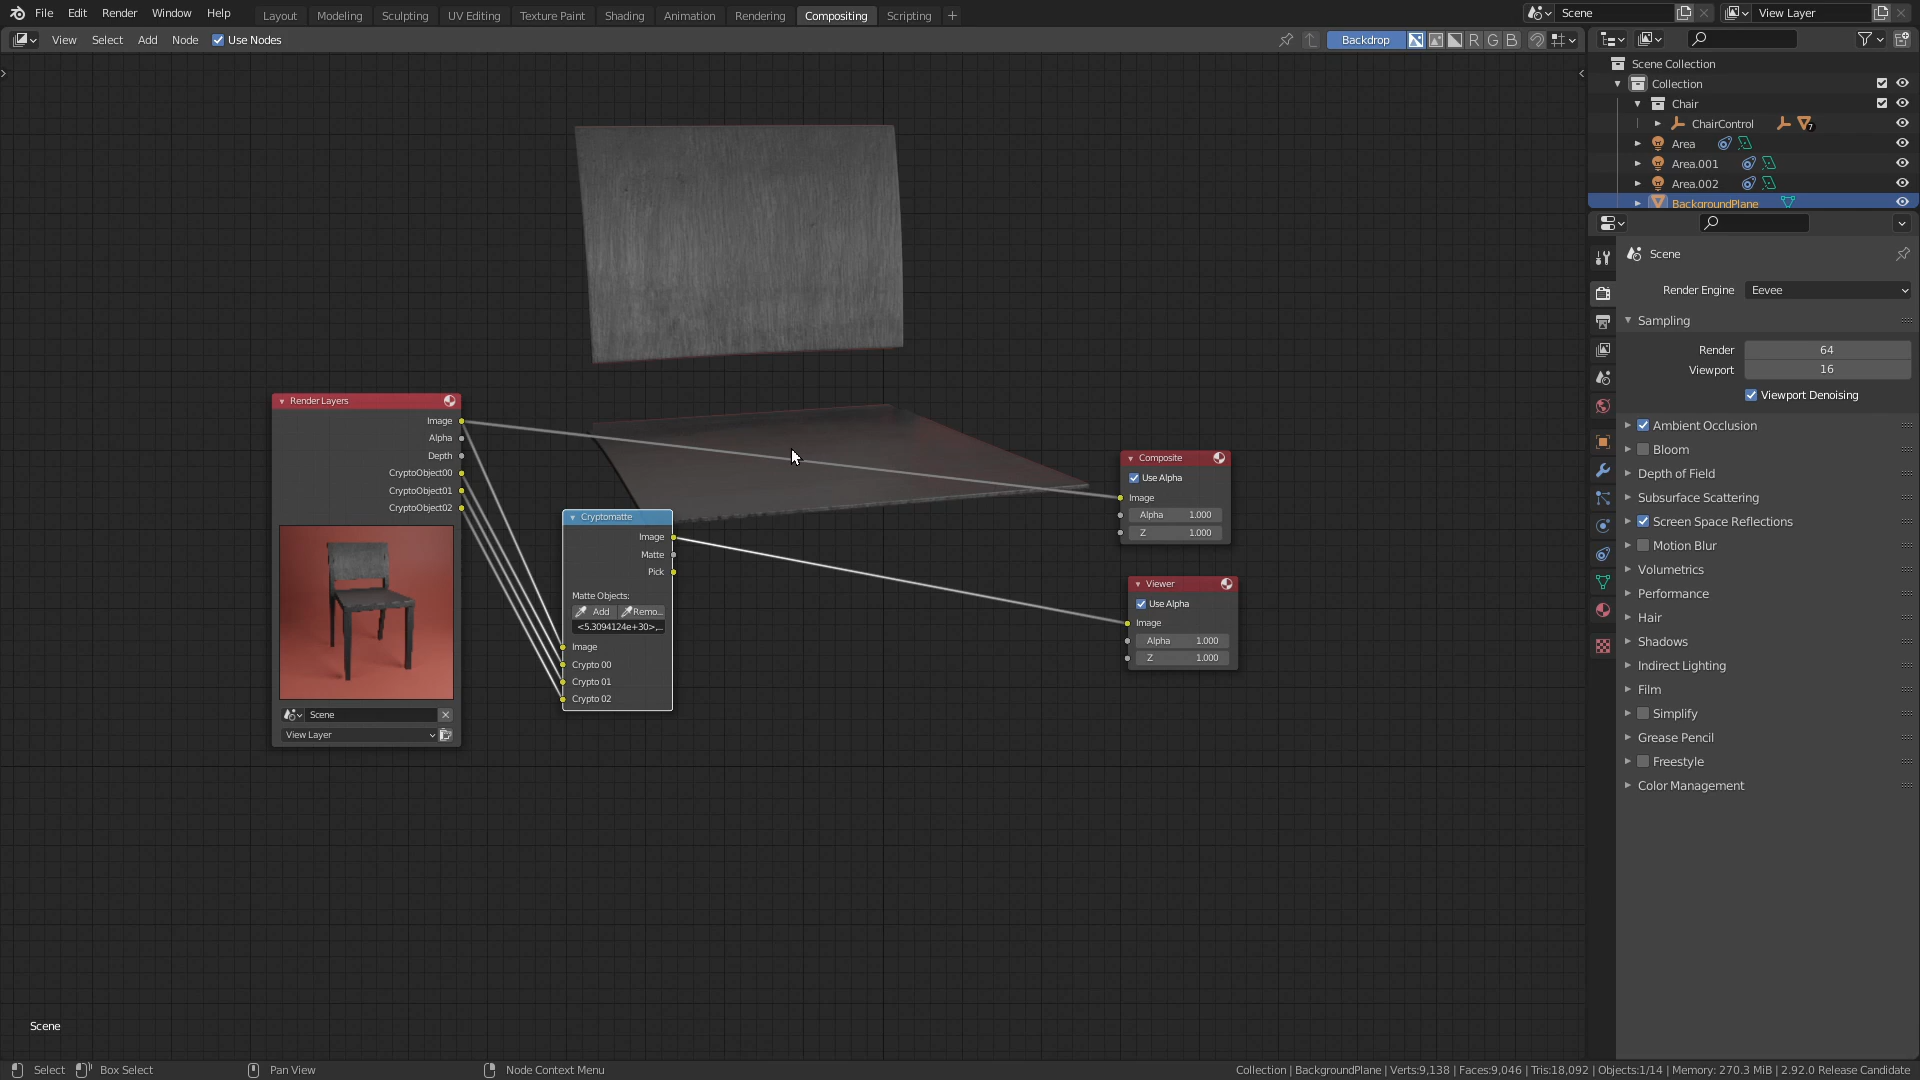 File Edit Render Window Help Layout Modeling Sculpting UV Editing Texture Paint Shading Animation Rendering Compositing Scripting + Scene View Layer
View Select Add Node Use Nodes Backdrop R G B
Scene Collection
Collection
Chair
ChairControl 7
Area
Area.001
Area.002
BackgroundPlane
Scene
Render Engine Eevee
Sampling
Render 64
Viewport 16
Viewport Denoising
Ambient Occlusion
Bloom
Depth of Field
Subsurface Scattering
Screen Space Reflections
Motion Blur
Volumetrics
Performance
Hair
Shadows
Indirect Lighting
Film
Simplify
Grease Pencil
Freestyle
Color Management
Render Layers
Image
Alpha
Depth
CryptoObject00
CryptoObject01
CryptoObject02
Scene
View Layer
Cryptomatte
Image
Matte
Pick
Matte Objects:
Add Remo...
<5.3094124e+30>,...
Image
Crypto 00
Crypto 01
Crypto 02
Composite
Use Alpha
Image
Alpha 1.000
Z 1.000
Viewer
Use Alpha
Image
Alpha 1.000
Z 1.000
Scene
Select Box Select Pan View Node Context Menu Collection | BackgroundPlane | Verts:9,138 | Faces:9,046 | Tris:18,092 | Objects:1/14 | Memory: 270.3 MiB | 2.92.0 Release Candidate